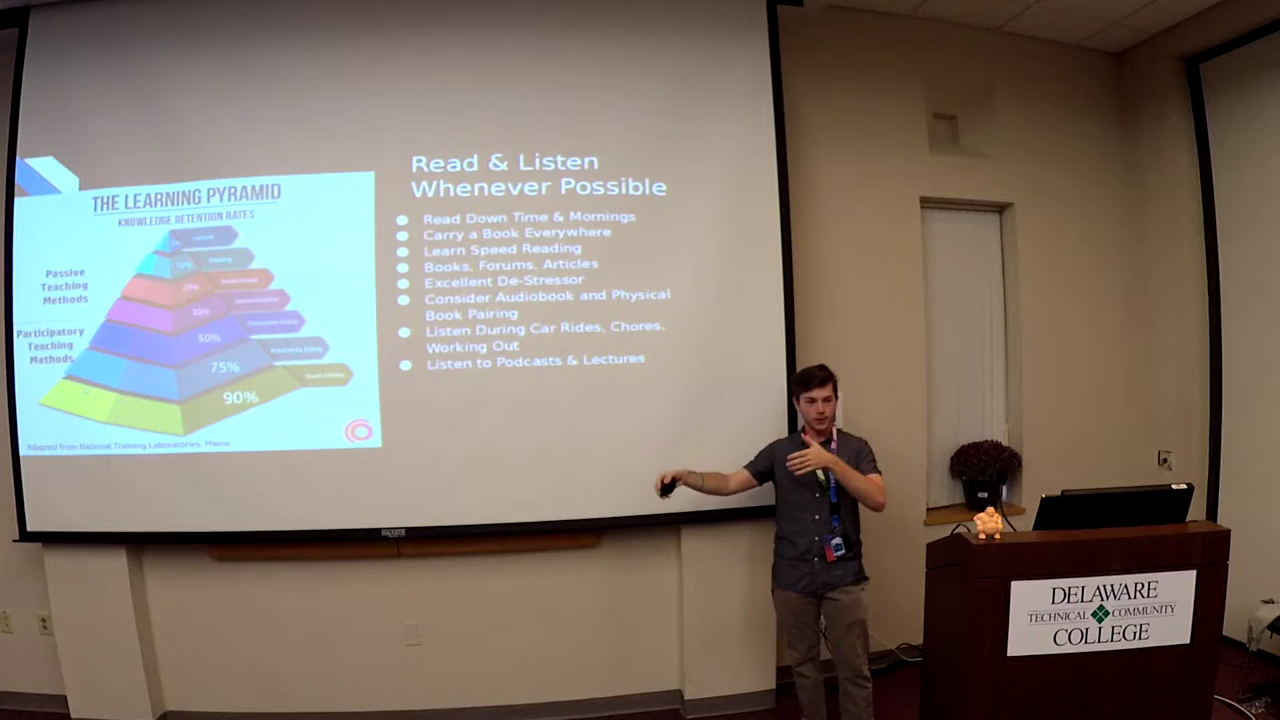 THE LEARNING PYRAMID
KNOWLEDGE RETENTION RATES
Passive
Teaching
Methods
Participatory
Teaching
Methods
10%
20%
30%
50%
75%
90%
Adapted from National Training Laboratories, Maine
Read & Listen
Whenever Possible
Read Down Time & Mornings
Carry a Book Everywhere
Learn Speed Reading
Books, Forums, Articles
Excellent De-Stressor
Consider Audiobook and Physical
Book Pairing
Listen During Car Rides, Chores,
Working Out
Listen to Podcasts & Lectures
DELAWARE
TECHNICAL COMMUNITY
COLLEGE